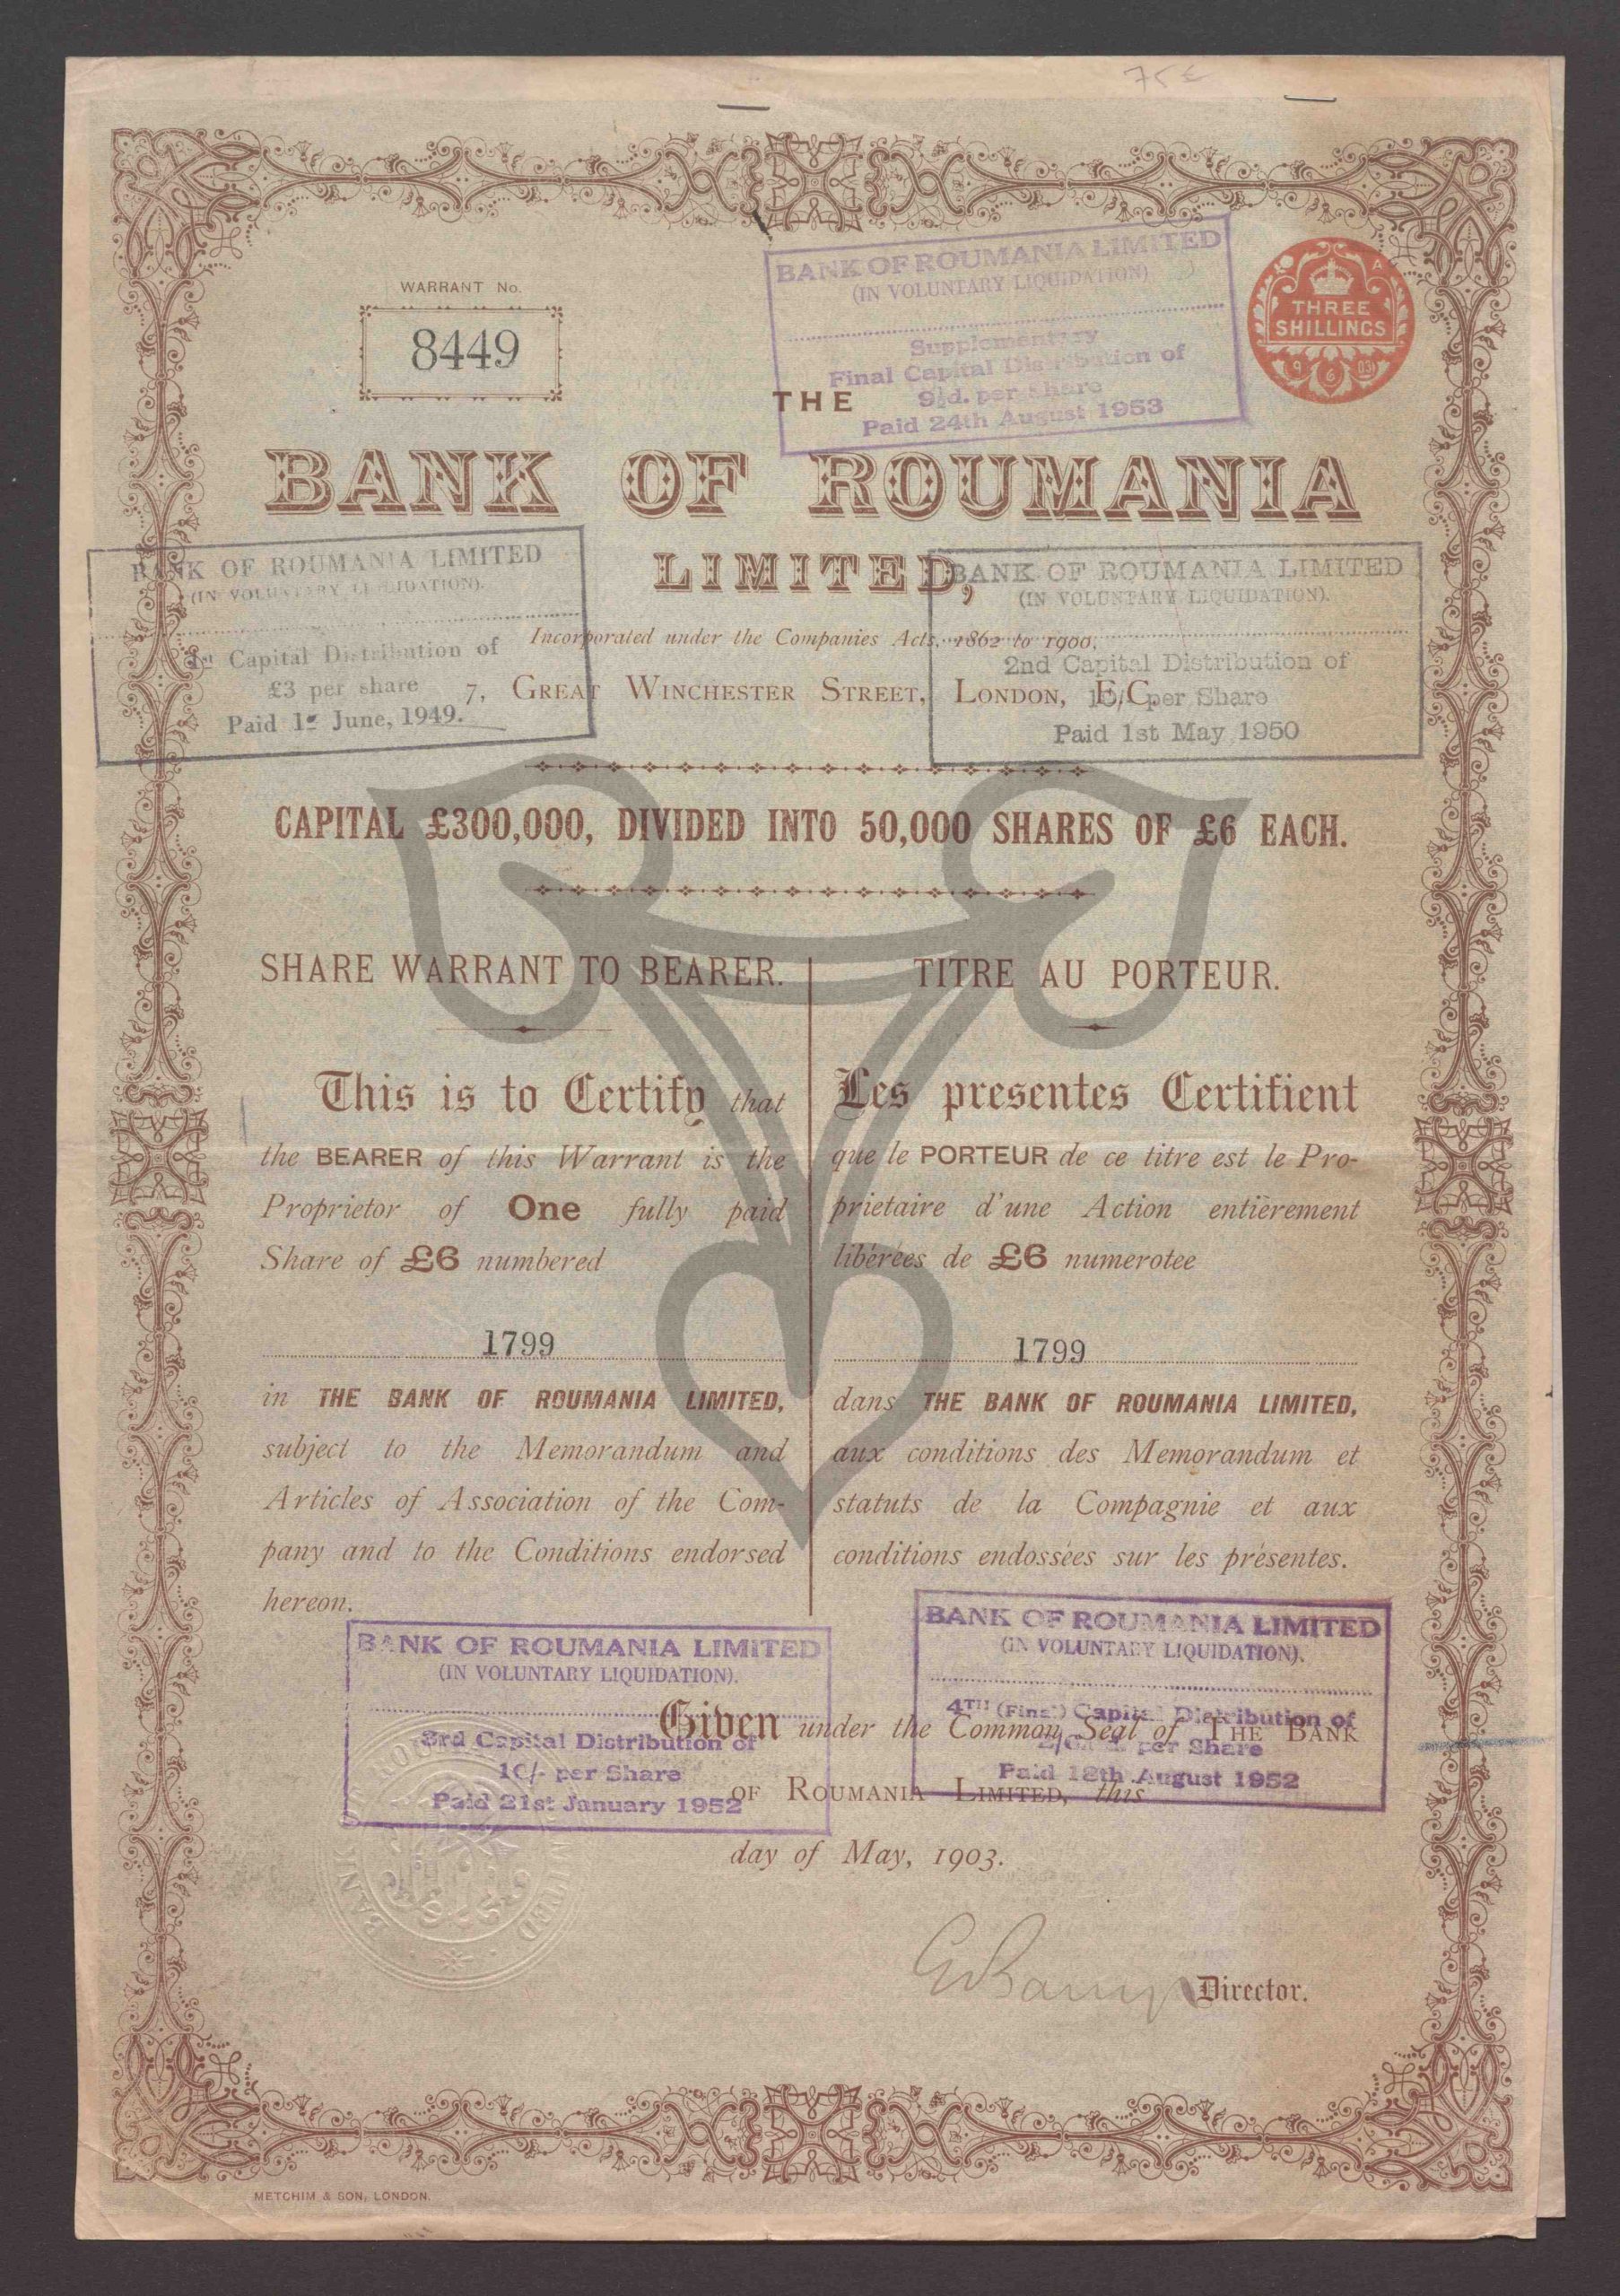 WARRANT No.
8449
BANK OF ROUMANIA LIMITED
(IN VOLUNTARY LIQUIDATION)
Supplementary
Final Capital Distribution of
per Share
Paid 24th August 1953
THREE
SHILLINGS
A
9 6 03
THE
BANK OF ROUMANIA
LIMITED,
Incorporated under the Companies Acts, 1862 to 1900,
7, GREAT WINCHESTER STREET, LONDON, E.C.
BANK OF ROUMANIA LIMITED
(IN VOLUNTARY LIQUIDATION).
1st Capital Distribution of
£3 per share
Paid 1st June, 1949.
BANK OF ROUMANIA LIMITED
(IN VOLUNTARY LIQUIDATION).
2nd Capital Distribution of
per Share
Paid 1st May 1950
CAPITAL £300,000, DIVIDED INTO 50,000 SHARES OF £6 EACH.
SHARE WARRANT TO BEARER.
This is to Certify that
the BEARER of this Warrant is the
Proprietor of One fully paid
Share of £6 numbered
1799
in THE BANK OF ROUMANIA LIMITED,
subject to the Memorandum and
Articles of Association of the Com-
pany and to the Conditions endorsed
hereon.
TITRE AU PORTEUR.
Les presentes Certifient
que le PORTEUR de ce titre est le Pro-
prietaire d'une Action entièrement
libérées de £6 numerotee
1799
dans THE BANK OF ROUMANIA LIMITED,
aux conditions des Memorandum et
statuts de la Compagnie et aux
conditions endossées sur les présentes.
BANK OF ROUMANIA LIMITED
(IN VOLUNTARY LIQUIDATION).
3rd Capital Distribution of
10/- per Share
Paid 21st January 1952
BANK OF ROUMANIA LIMITED
(IN VOLUNTARY LIQUIDATION).
4TH (Final) Capital Distribution of
per Share
Paid 18th August 1952
Given under the Common Seal of THE BANK
OF ROUMANIA LIMITED, this
day of May, 1903.
Director.
METCHIM & SON, LONDON.